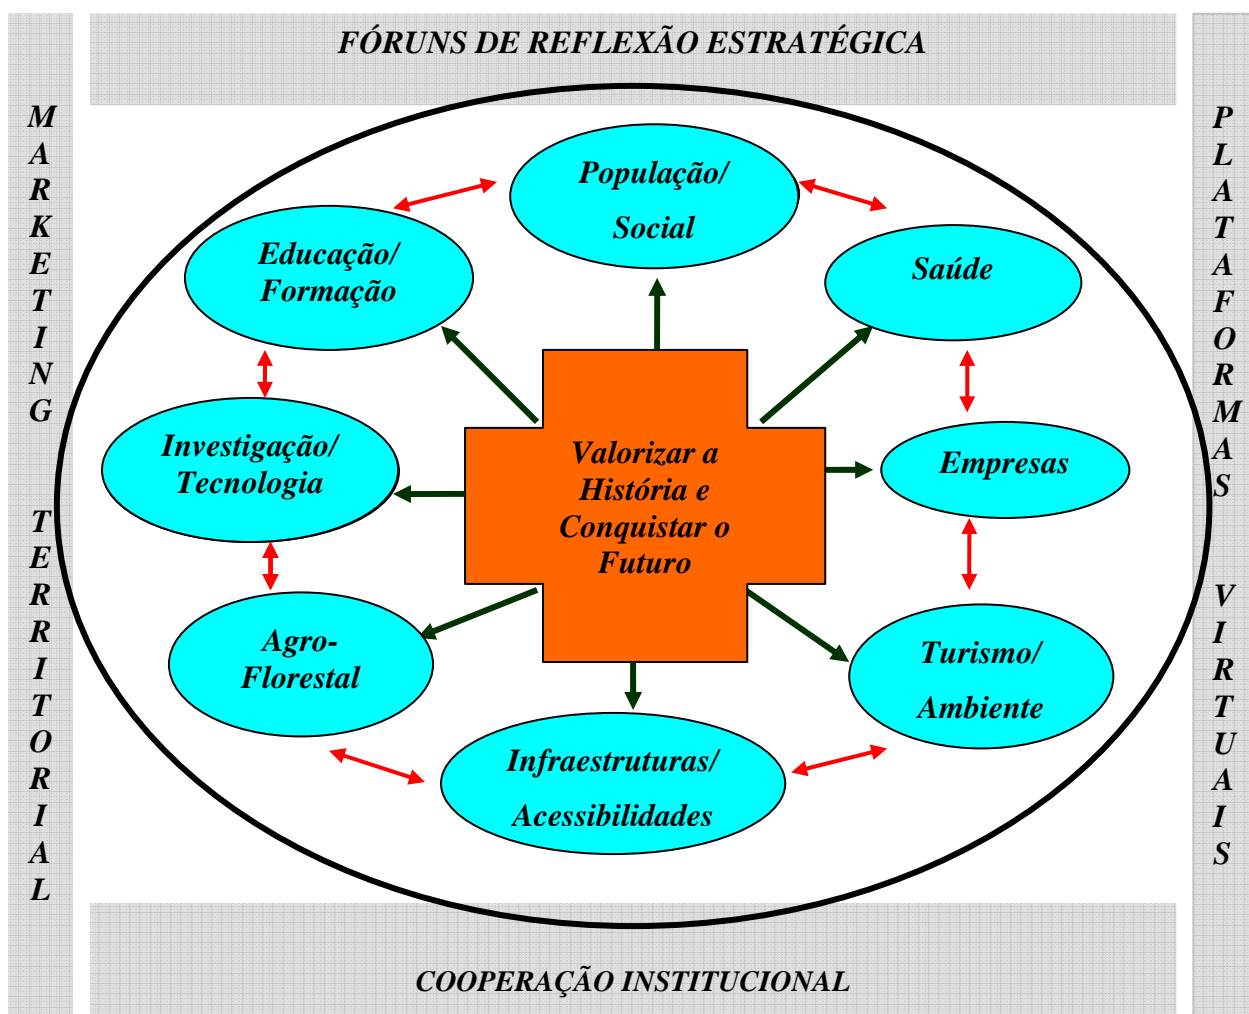 FÓRUNS DE REFLEXÃO ESTRATÉGICA
MARKETING TERRITORIAL
PLATAFORMAS VIRTUAIS
População/
Social
Educação/
Formação
Saúde
Investigação/
Tecnologia
Valorizar a
História e
Conquistar o
Futuro
Empresas
Agro-
Florestal
Turismo/
Ambiente
Infraestruturas/
Acessibilidades
COOPERAÇÃO INSTITUCIONAL